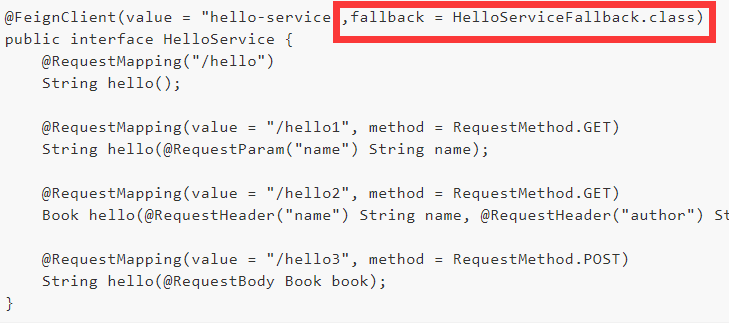 @FeignClient(value = "hello-service",fallback = HelloServiceFallback.class)
public interface HelloService {
    @RequestMapping("/hello")
    String hello();

    @RequestMapping(value = "/hello1", method = RequestMethod.GET)
    String hello(@RequestParam("name") String name);

    @RequestMapping(value = "/hello2", method = RequestMethod.GET)
    Book hello(@RequestHeader("name") String name, @RequestHeader("author") St

    @RequestMapping(value = "/hello3", method = RequestMethod.POST)
    String hello(@RequestBody Book book);
}